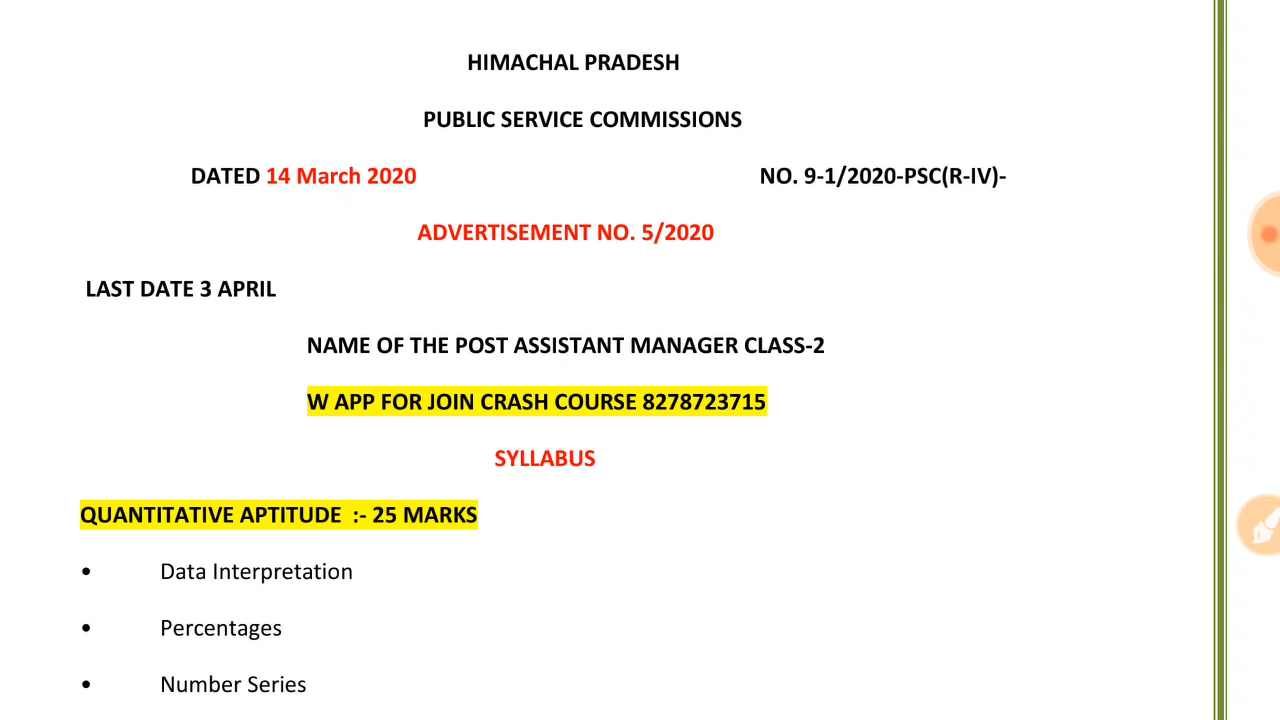 HIMACHAL PRADESH
PUBLIC SERVICE COMMISSIONS
DATED 14 March 2020 NO. 9-1/2020-PSC(R-IV)-
ADVERTISEMENT NO. 5/2020
LAST DATE 3 APRIL
NAME OF THE POST ASSISTANT MANAGER CLASS-2
W APP FOR JOIN CRASH COURSE 8278723715
SYLLABUS
QUANTITATIVE APTITUDE :- 25 MARKS
• Data Interpretation
• Percentages
• Number Series